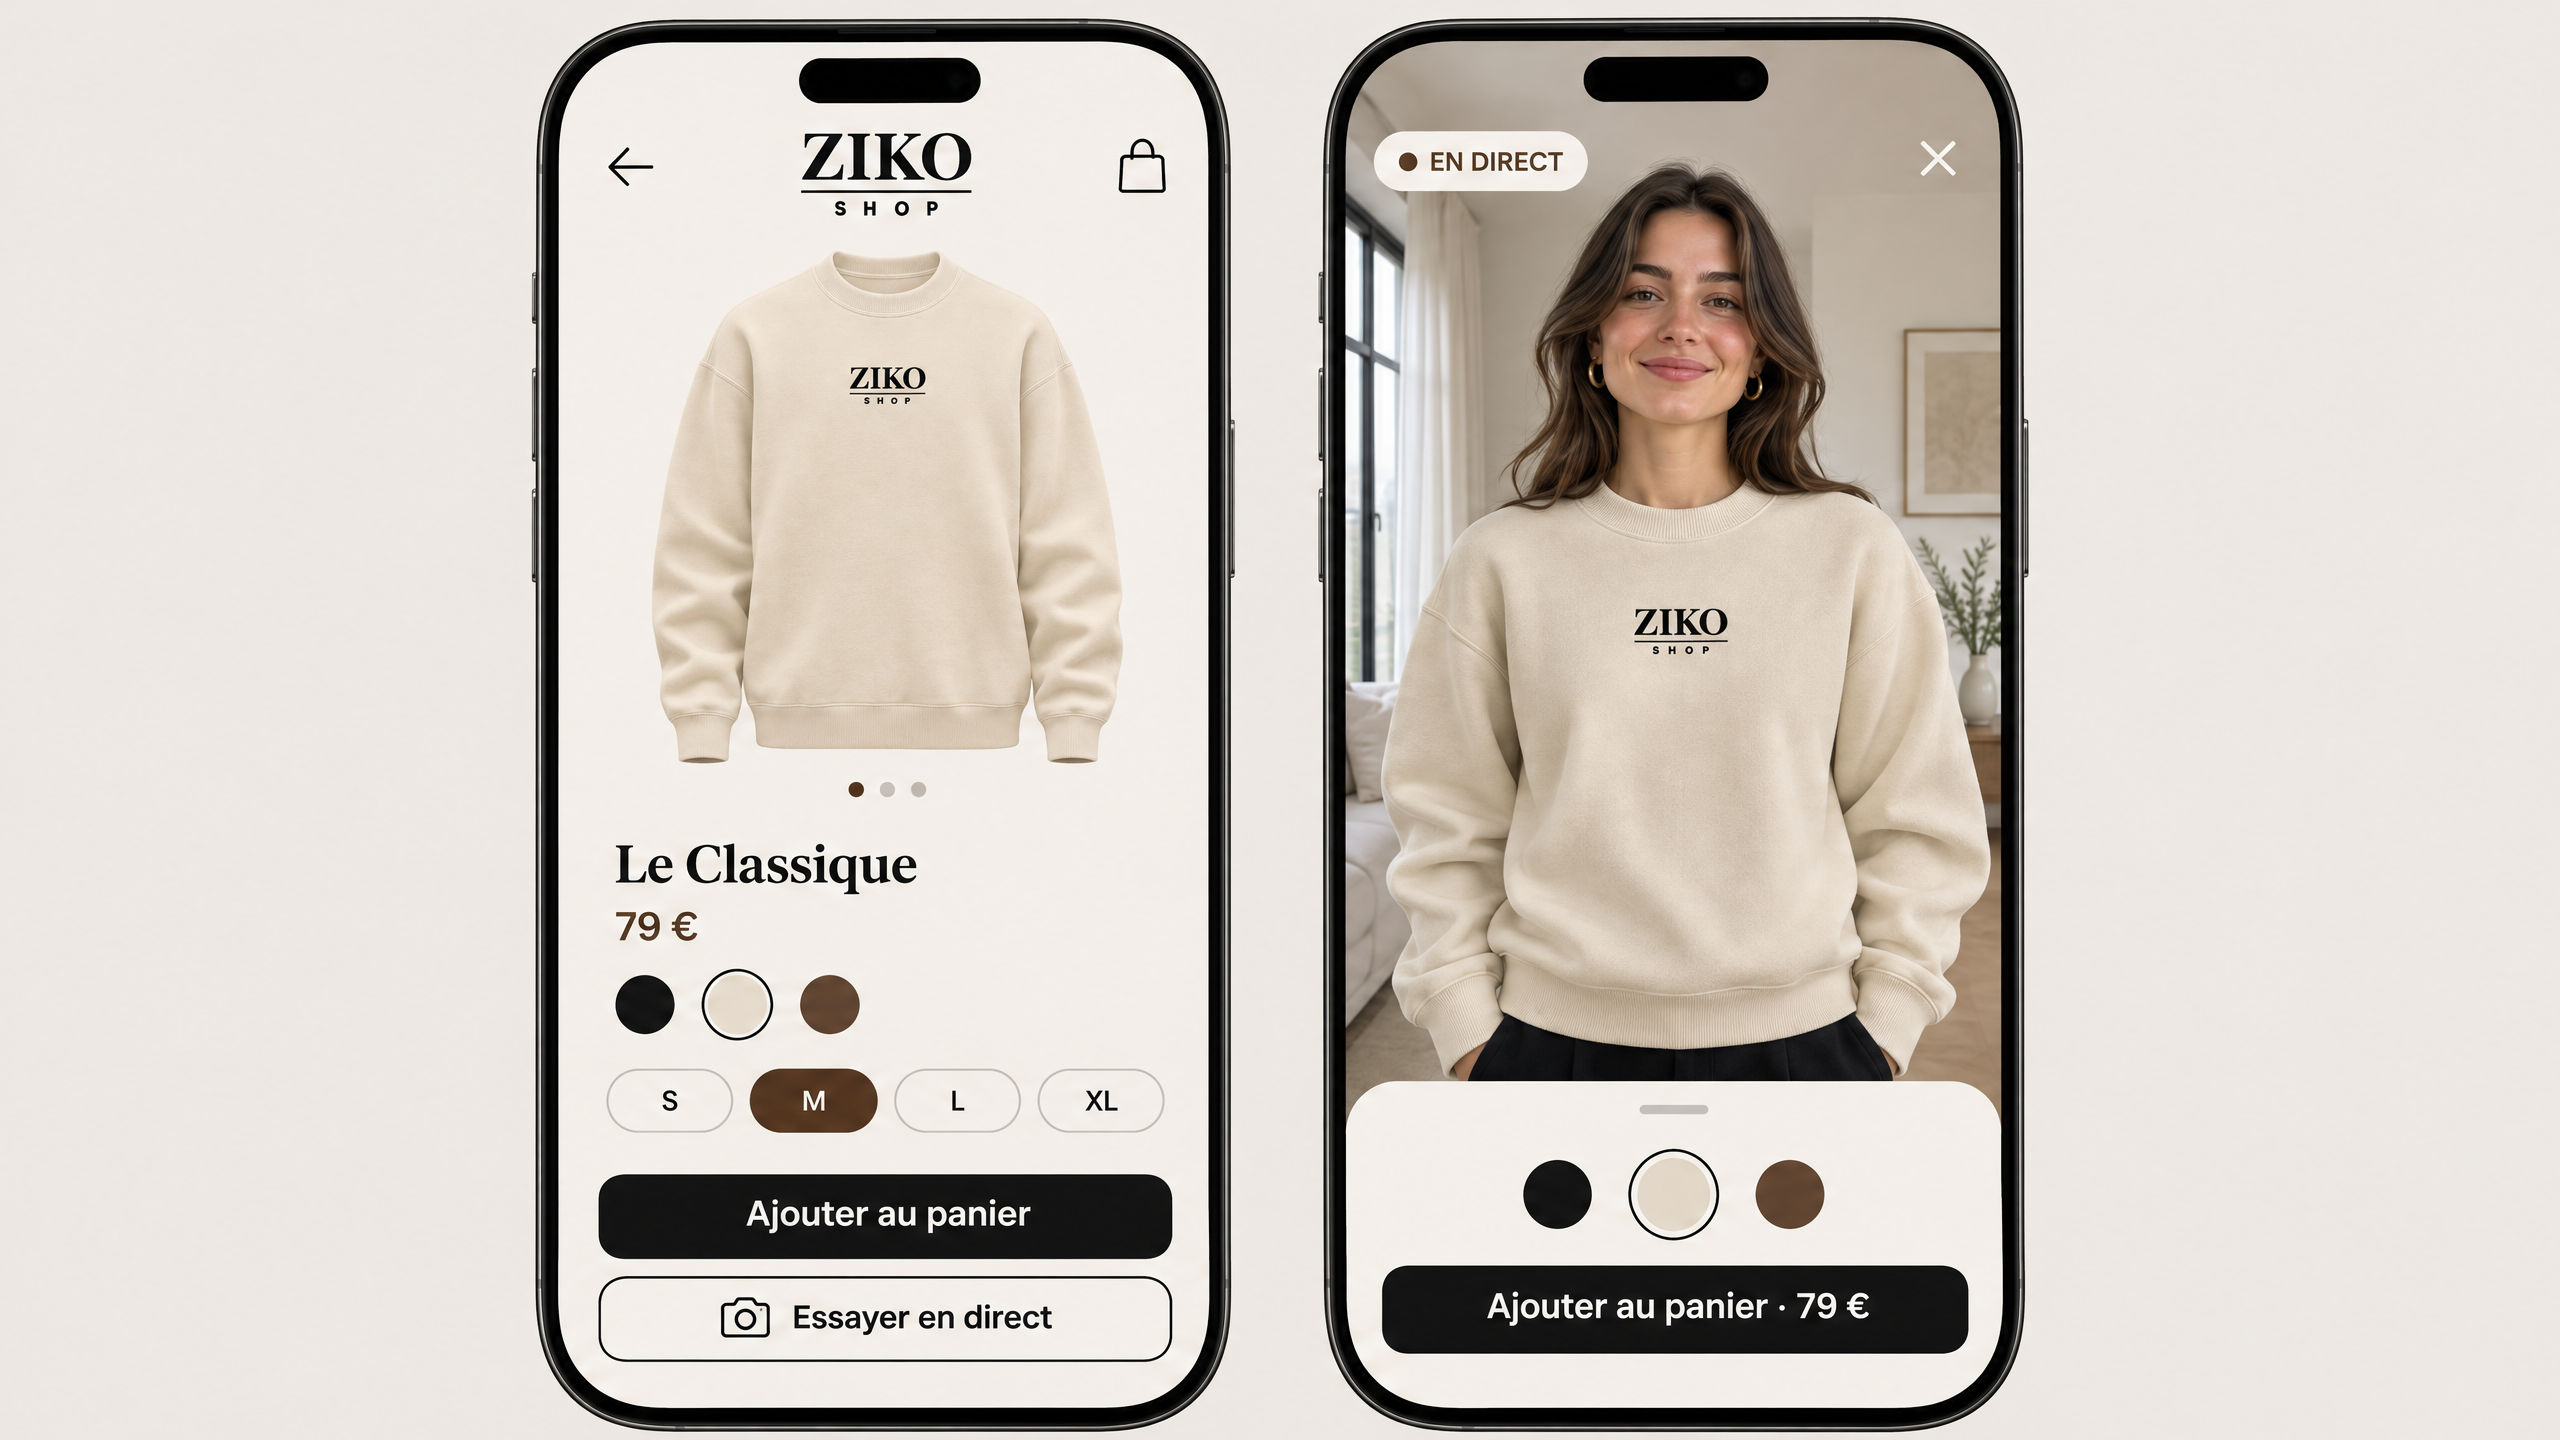 ZIKO
SHOP
ZIKO
SHOP
Le Classique
79 €
S M L XL
Ajouter au panier
Essayer en direct
EN DIRECT
ZIKO
SHOP
Ajouter au panier · 79 €